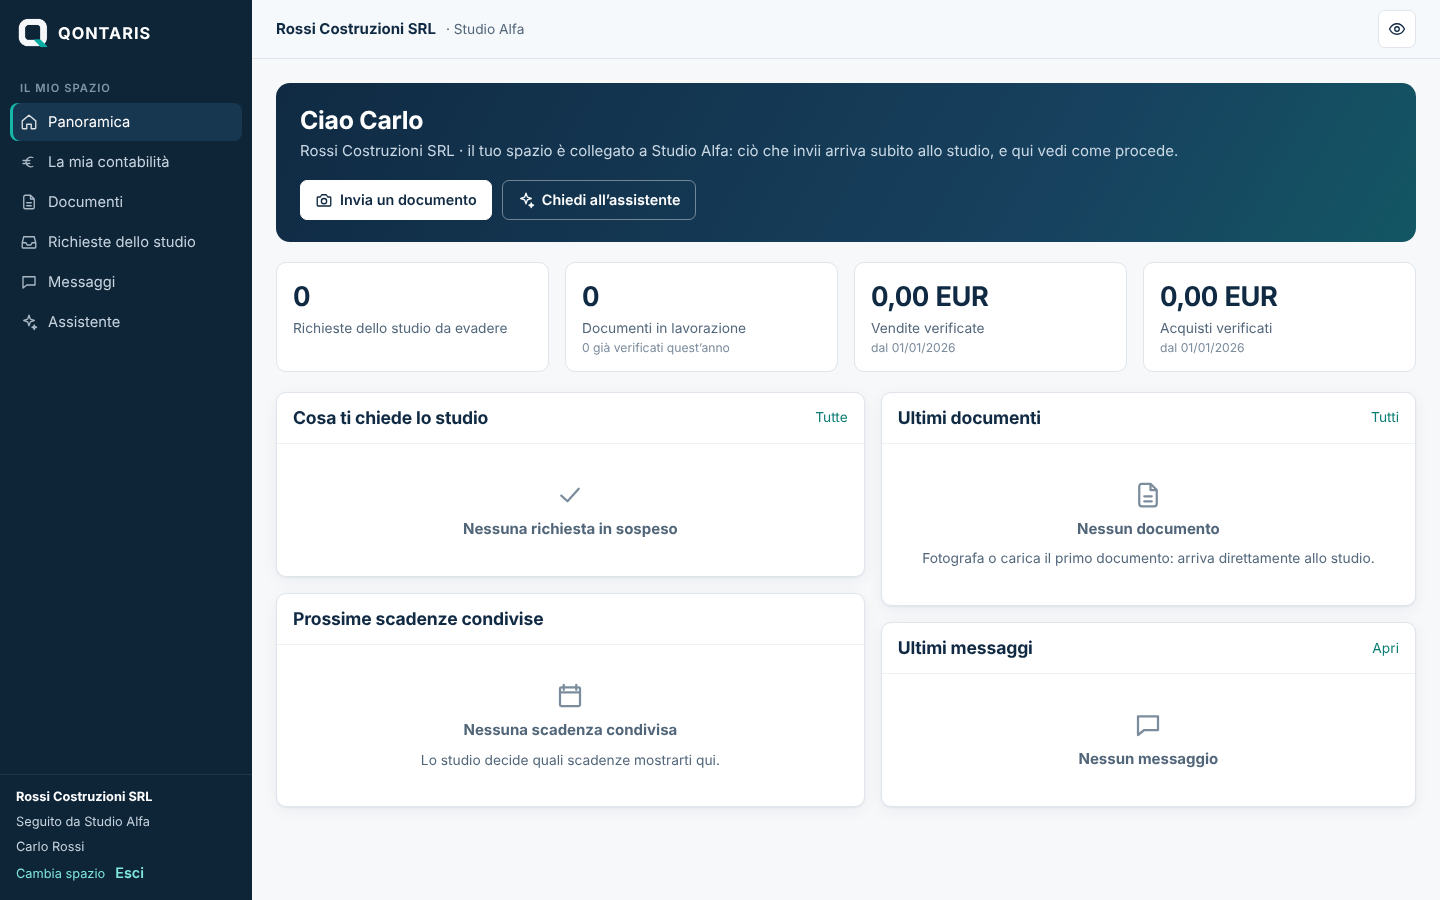 QONTARIS
IL MIO SPAZIO
Panoramica
La mia contabilità
Documenti
Richieste dello studio
Messaggi
Assistente
Rossi Costruzioni SRL
Seguito da Studio Alfa
Carlo Rossi
Cambia spazio Esci
Rossi Costruzioni SRL · Studio Alfa
Ciao Carlo
Rossi Costruzioni SRL · il tuo spazio è collegato a Studio Alfa: ciò che invii arriva subito allo studio, e qui vedi come procede.
Invia un documento
Chiedi all’assistente
0
Richieste dello studio da evadere
0
Documenti in lavorazione
0 già verificati quest’anno
0,00 EUR
Vendite verificate
dal 01/01/2026
0,00 EUR
Acquisti verificati
dal 01/01/2026
Cosa ti chiede lo studio
Tutte
Nessuna richiesta in sospeso
Prossime scadenze condivise
Nessuna scadenza condivisa
Lo studio decide quali scadenze mostrarti qui.
Ultimi documenti
Tutti
Nessun documento
Fotografa o carica il primo documento: arriva direttamente allo studio.
Ultimi messaggi
Apri
Nessun messaggio